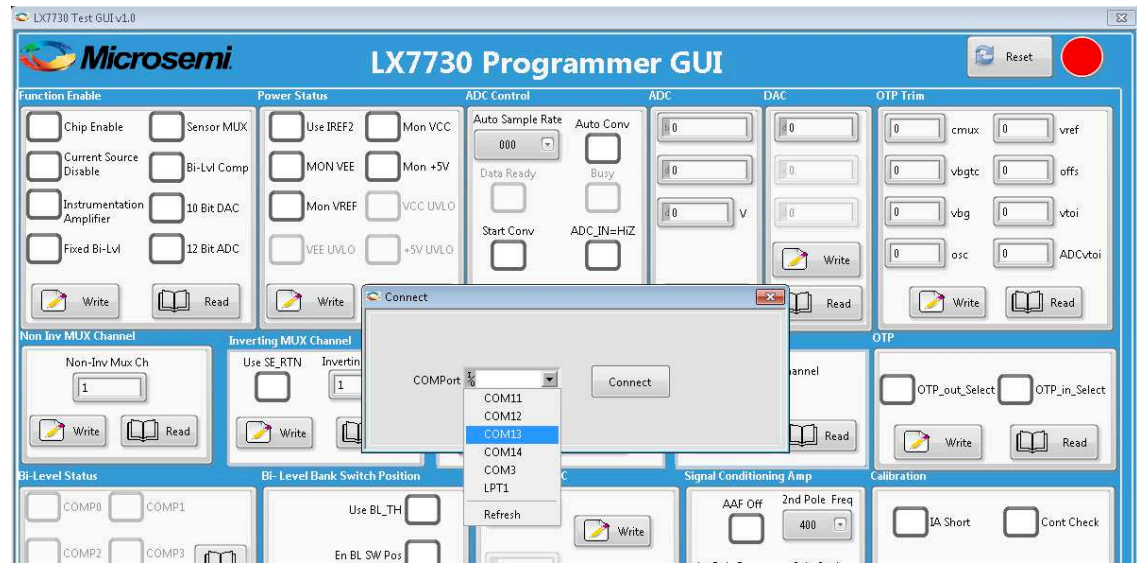 LX7730 Test GUI v1.0
Microsemi.
LX7730 Programmer GUI
Reset
Function Enable
Chip Enable
Sensor MUX
Current Source
Disable
Bi-Lvl Comp
Instrumentation
Amplifier
10 Bit DAC
Fixed Bi-Lvl
12 Bit ADC
Write
Read
Power Status
Use IREF2
Mon VCC
MON VEE
Mon +5V
Mon VREF
VCC UVLO
VEE UVLO
+5V UVLO
Write
ADC Control
Auto Sample Rate
Auto Conv
000
Data Ready
Busy
Start Conv
ADC_IN=HiZ
ADC
b 0
d 0
d 0
V
DAC
d 0
0
0
Write
Read
OTP Trim
0
cmux
0
vref
0
vbgtc
0
offs
0
vbg
0
vtoi
0
osc
0
ADCvtoi
Write
Read
Connect
COMPort
Connect
COM11
COM12
COM13
COM14
COM3
LPT1
Refresh
Non Inv MUX Channel
Non-Inv Mux Ch
1
Write
Read
Inverting MUX Channel
Use SE_RTN
Invertin
1
Write
annel
Read
OTP
OTP_out_Select
OTP_in_Select
Write
Read
Bi-Level Status
COMP0
COMP1
COMP2
COMP3
Bi- Level Bank Switch Position
Use BL_TH
En BL SW Pos
C
Write
Signal Conditioning Amp
AAF Off
2nd Pole Freq
400
Calibration
IA Short
Cont Check